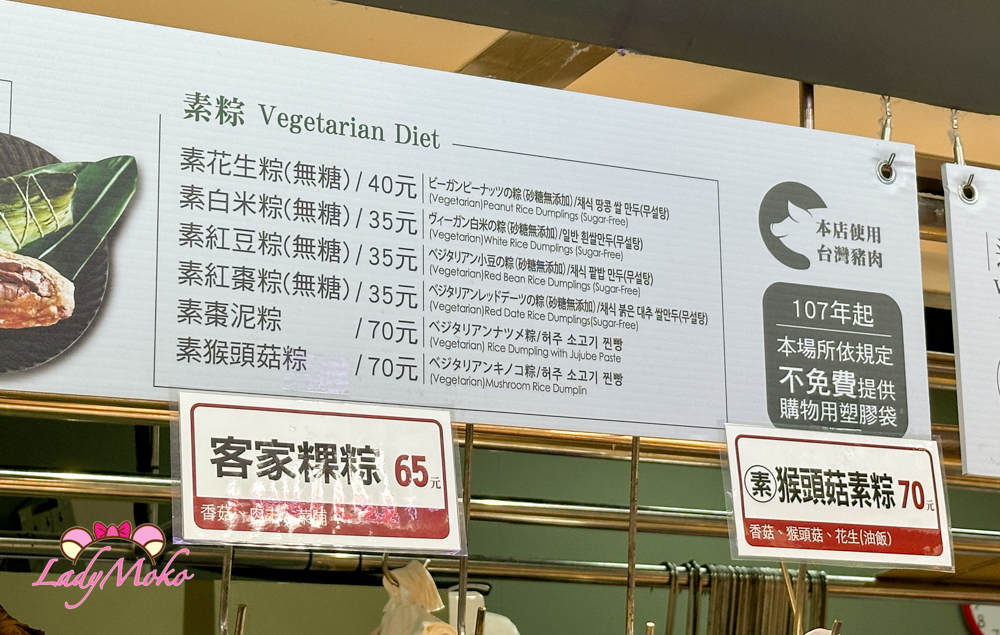 素粽 Vegetarian Diet
素花生粽(無糖) / 40元
ビーガンピーナッツの粽(砂糖無添加)/채식 땅콩 쌀 만두(무설탕)
(Vegetarian)Peanut Rice Dumplings (Sugar-Free)
素白米粽(無糖) / 35元
ヴィーガン白米の粽(砂糖無添加)/일반 흰쌀만두(무설탕)
(Vegetarian)White Rice Dumplings (Sugar-Free)
素紅豆粽(無糖) / 35元
ベジタリアン小豆の粽(砂糖無添加)/채식 팥밥 만두(무설탕)
(Vegetarian)Red Bean Rice Dumplings (Sugar-Free)
素紅棗粽(無糖) / 35元
ベジタリアンレッドデーツの粽(砂糖無添加)/채식 붉은 대추 쌀만두(무설탕)
(Vegetarian)Red Date Rice Dumplings(Sugar-Free)
素棗泥粽 / 70元
ベジタリアンナツメ粽/허주 소고기 찐빵
(Vegetarian) Rice Dumpling with Jujube Paste
素猴頭菇粽 / 70元
ベジタリアンキノコ粽/허주 소고기 찐빵
(Vegetarian)Mushroom Rice Dumplin
本店使用
台灣豬肉
107年起
本場所依規定
不免費提供
購物用塑膠袋
客家粿粽 65元
香菇、肉末、菜脯
素 猴頭菇素粽 70元
香菇、猴頭菇、花生(油飯)
LadyMoko